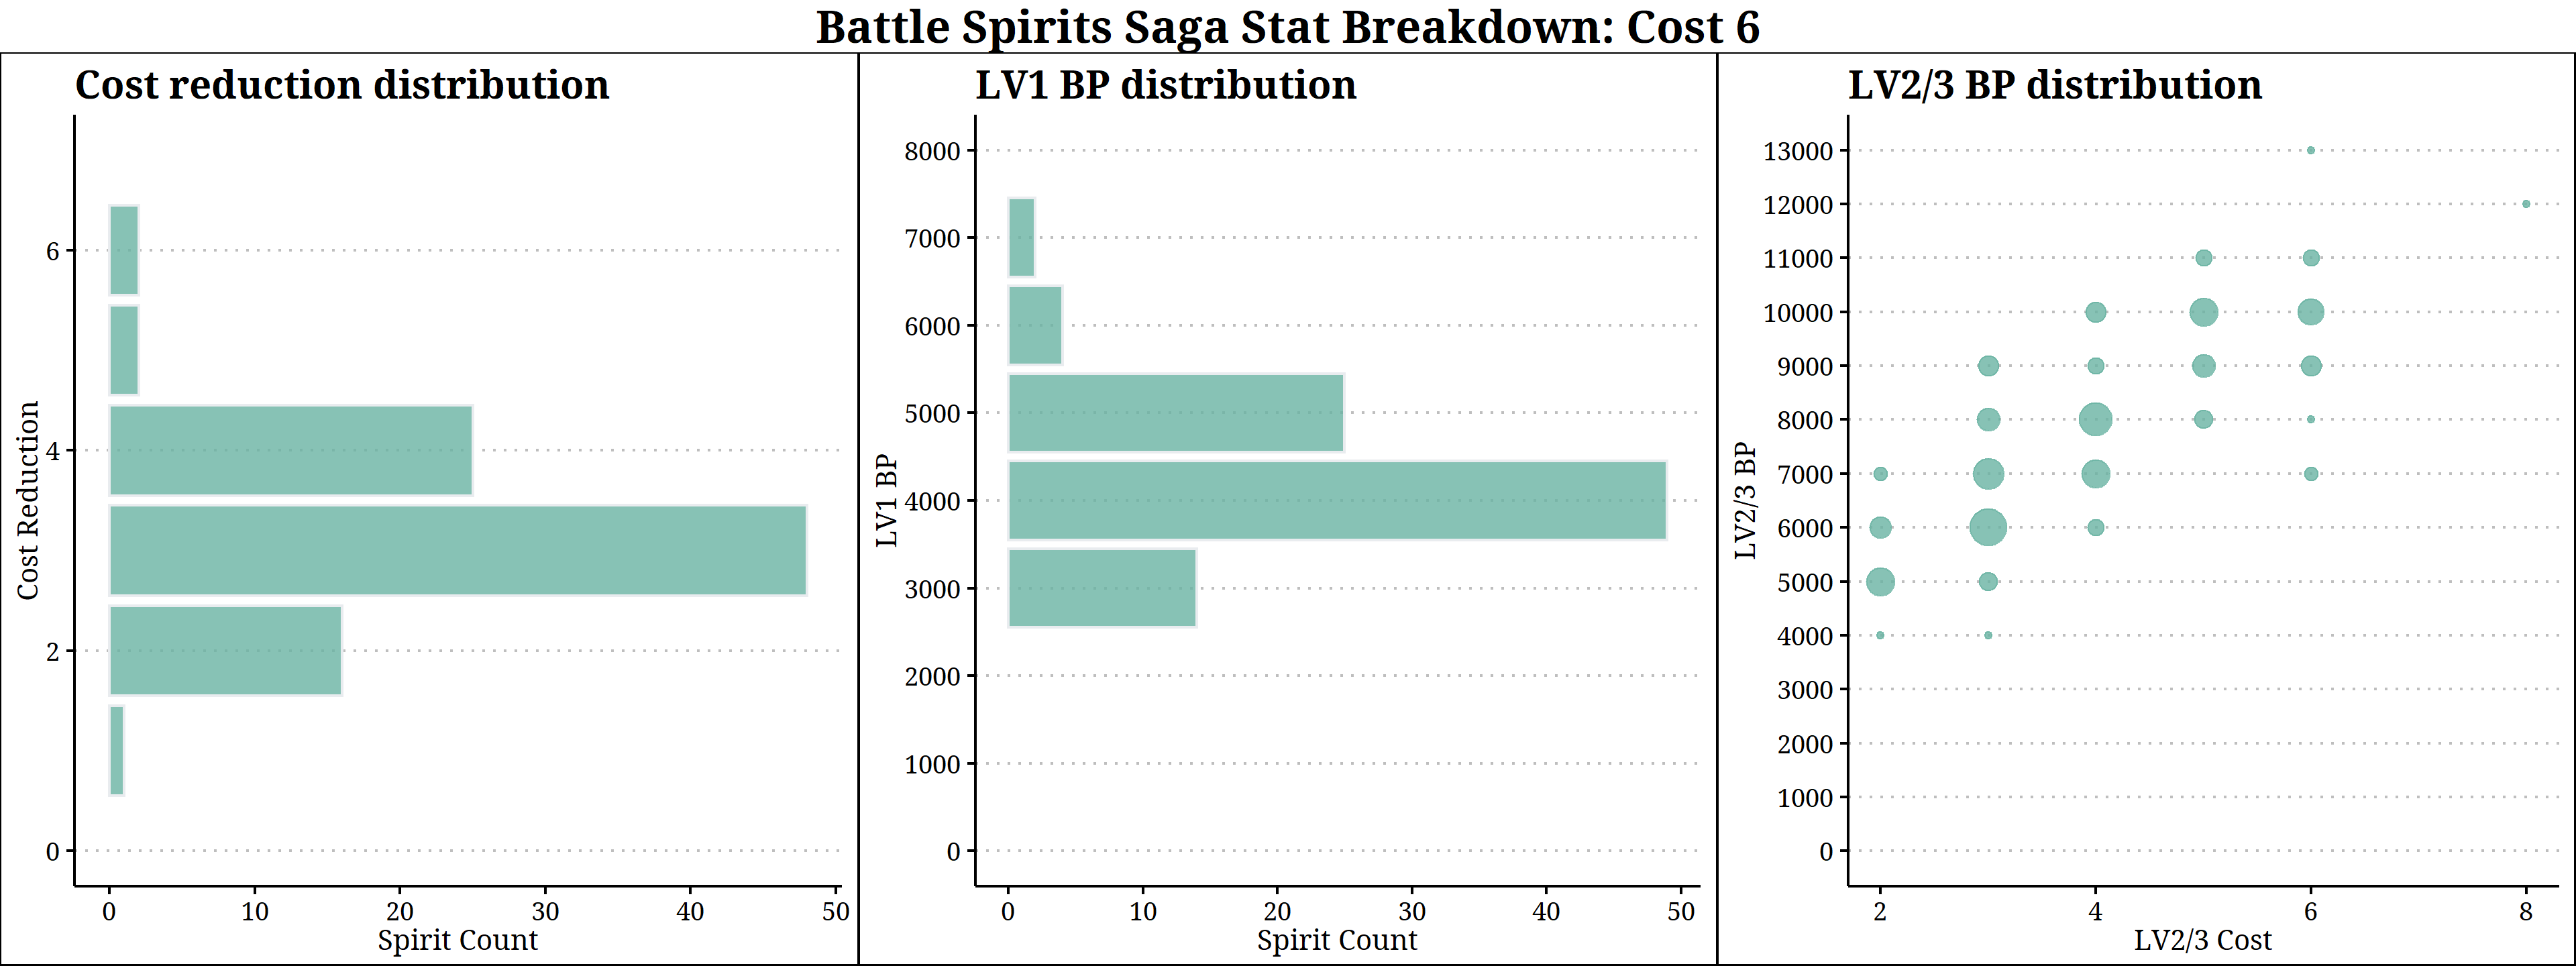 Battle Spirits Saga Stat Breakdown: Cost 6
Cost reduction distribution
Cost Reduction
6
4
2
0
0 10 20 30 40 50
Spirit Count
LV1 BP distribution
LV1 BP
8000
7000
6000
5000
4000
3000
2000
1000
0
0 10 20 30 40 50
Spirit Count
LV2/3 BP distribution
LV2/3 BP
13000
12000
11000
10000
9000
8000
7000
6000
5000
4000
3000
2000
1000
0
2 4 6 8
LV2/3 Cost